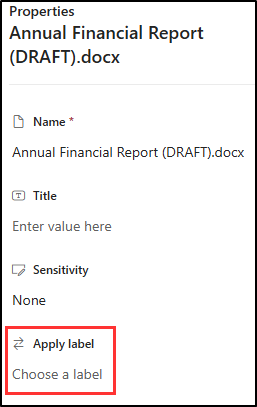 Properties
Annual Financial Report
(DRAFT).docx
Name *
Annual Financial Report (DRAFT).docx
Title
Enter value here
Sensitivity
None
Apply label
Choose a label